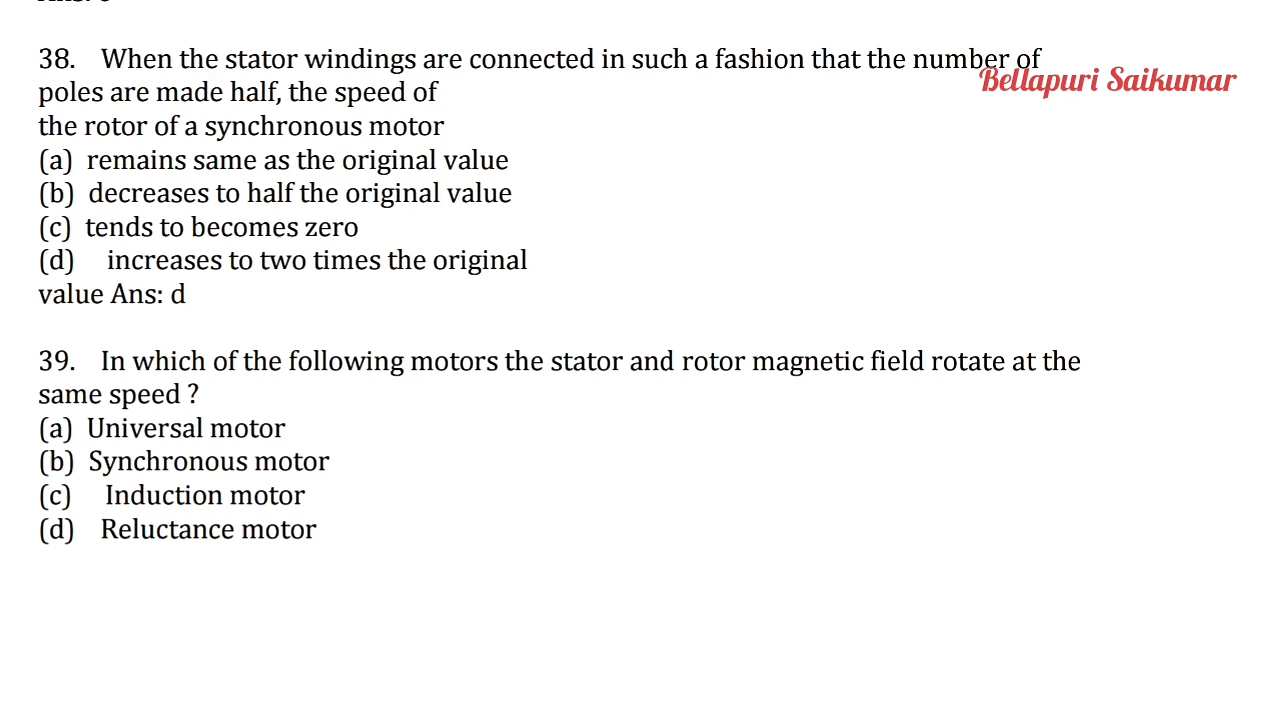 38. When the stator windings are connected in such a fashion that the number of
Bellapuri Saikumar
poles are made half, the speed of
the rotor of a synchronous motor
(a) remains same as the original value
(b) decreases to half the original value
(c) tends to becomes zero
(d) increases to two times the original
value Ans: d
39. In which of the following motors the stator and rotor magnetic field rotate at the
same speed ?
(a) Universal motor
(b) Synchronous motor
(c) Induction motor
(d) Reluctance motor